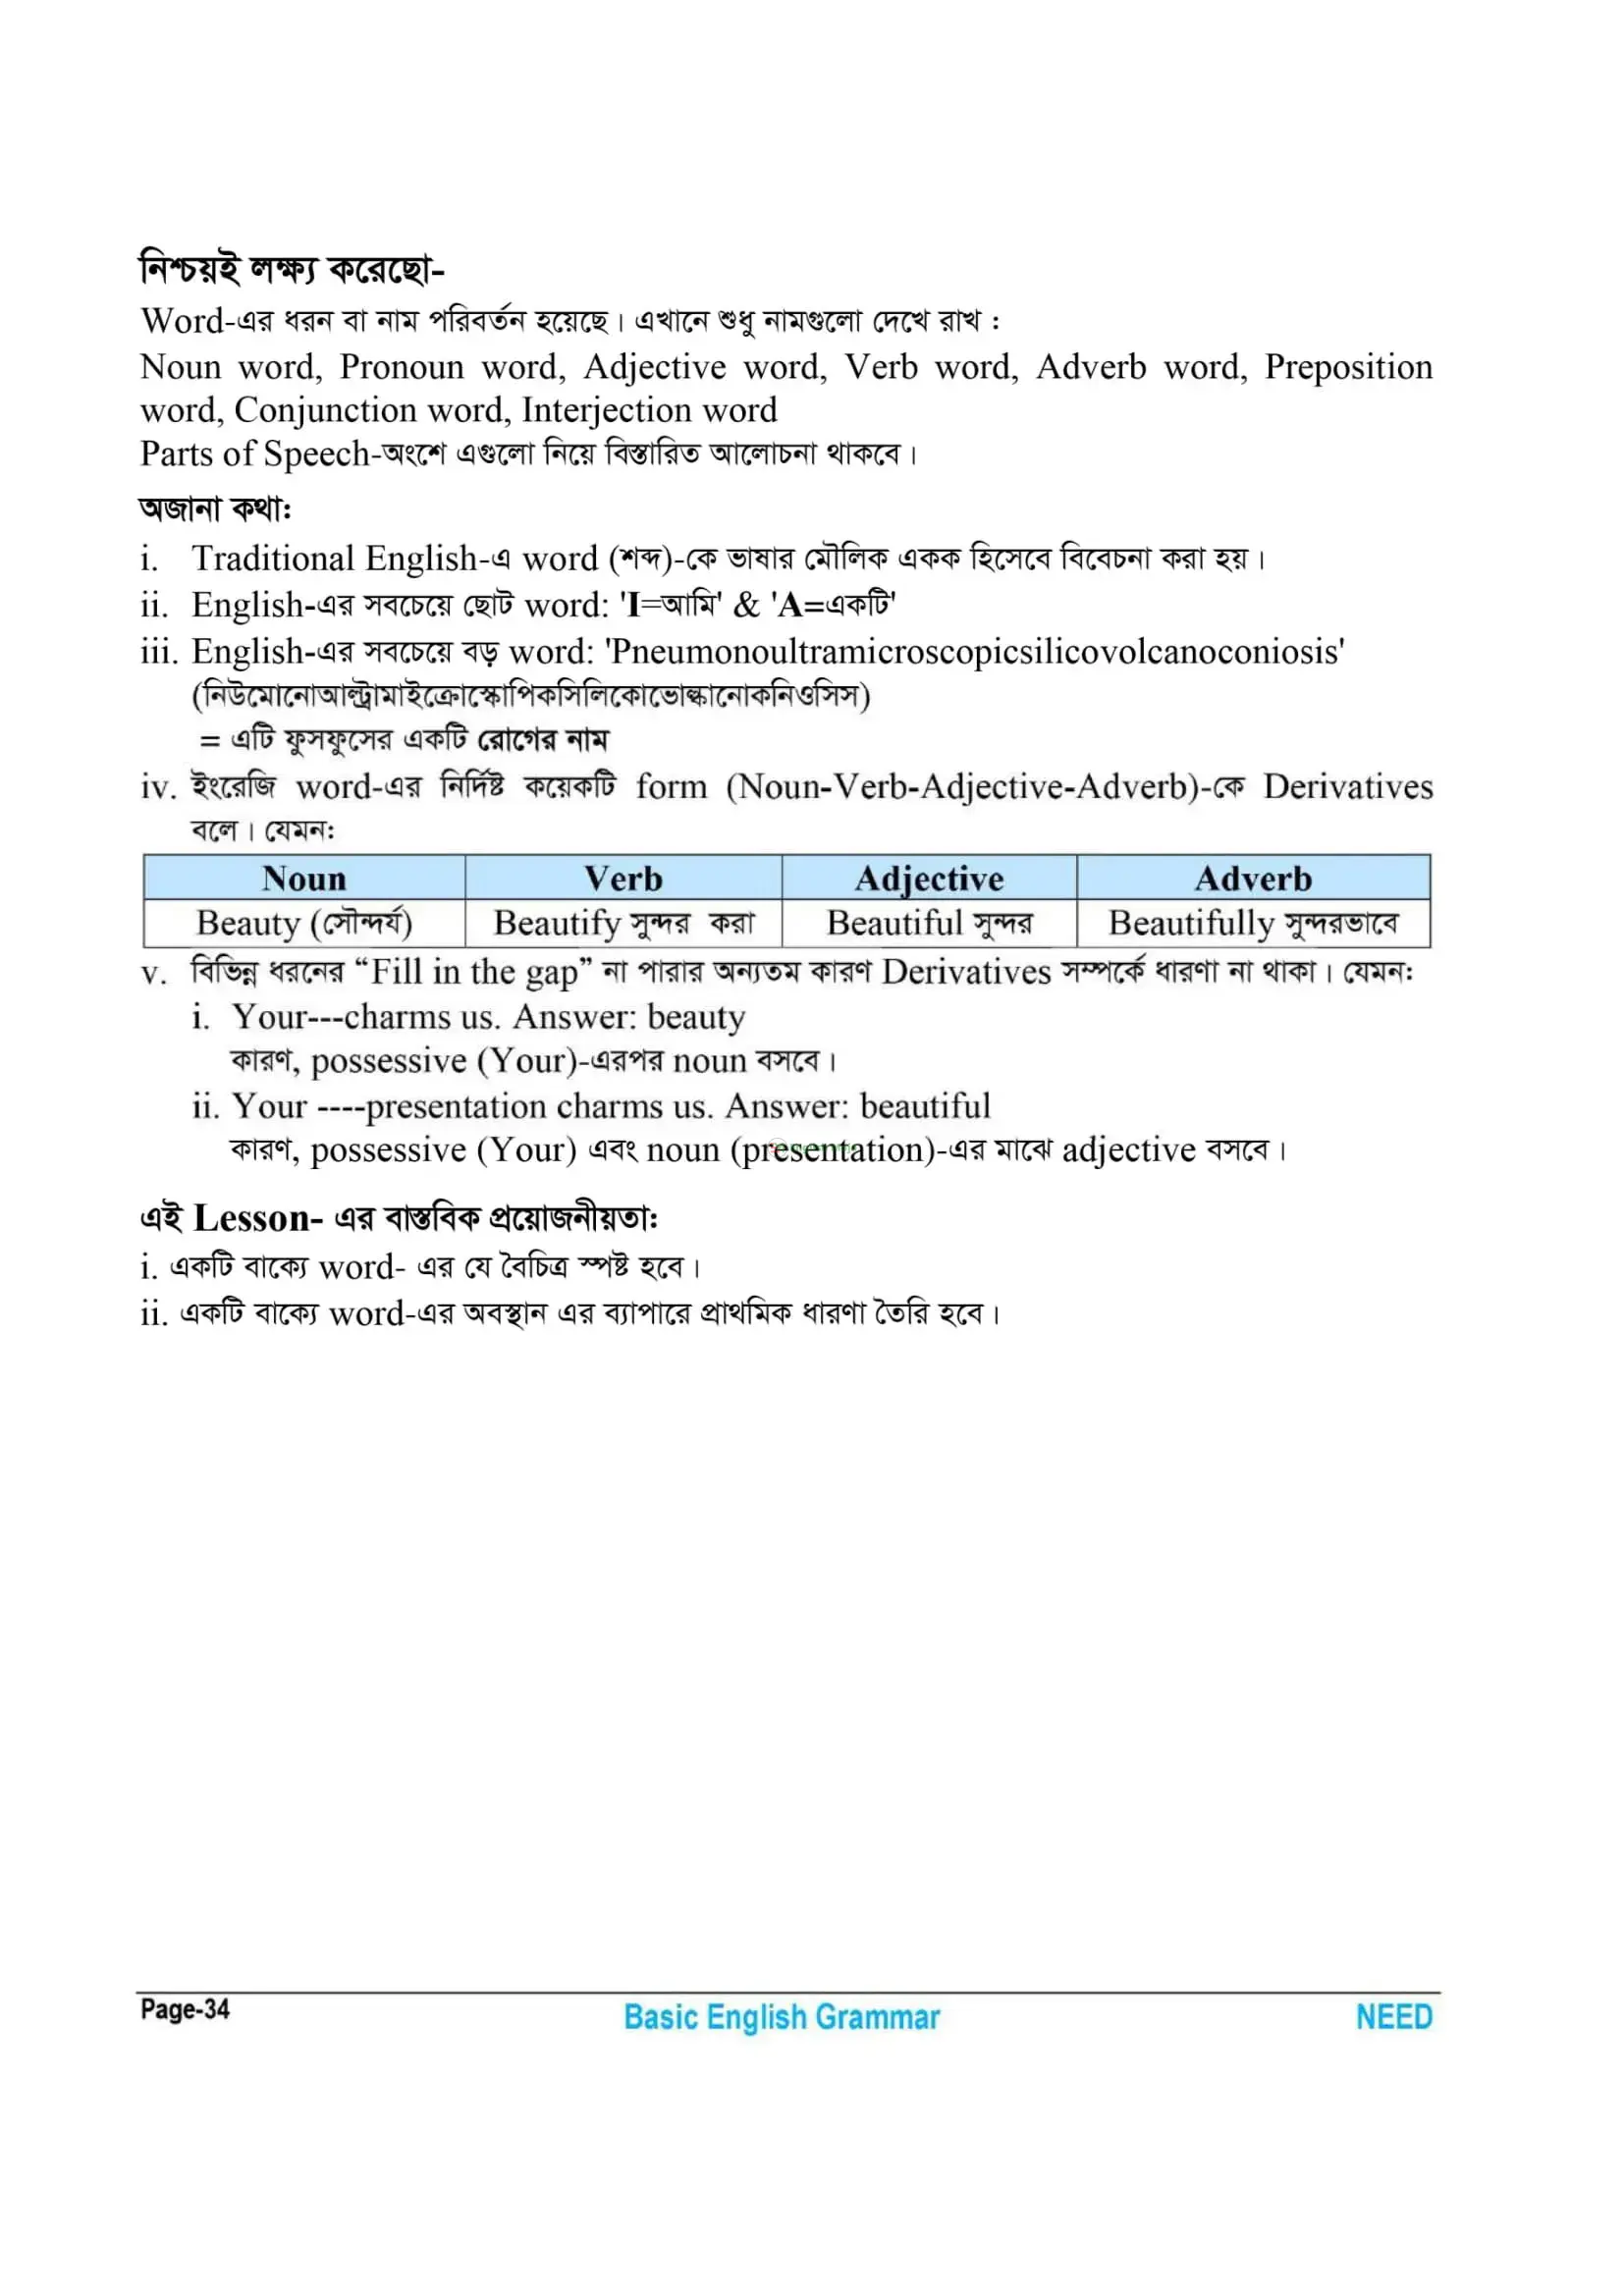 নিশ্চয়ই লক্ষ্য করেছো-
Word-এর ধরন বা নাম পরিবর্তন হয়েছে। এখানে শুধু নামগুলো দেখে রাখ :
Noun word, Pronoun word, Adjective word, Verb word, Adverb word, Preposition
word, Conjunction word, Interjection word
Parts of Speech-অংশে এগুলো নিয়ে বিস্তারিত আলোচনা থাকবে।
অজানা কথা:
i. Traditional English-এ word (শব্দ)-কে ভাষার মৌলিক একক হিসেবে বিবেচনা করা হয়।
ii. English-এর সবচেয়ে ছোট word: 'I=আমি' & 'A=একটি'
iii. English-এর সবচেয়ে বড় word: 'Pneumonoultramicroscopicsilicovolcanoconiosis'
(নিউমোনোআল্ট্রামাইক্রোস্কোপিকসিলিকোভোল্কানোকনিওসিস)
= এটি ফুসফুসের একটি রোগের নাম
iv. ইংরেজি word-এর নির্দিষ্ট কয়েকটি form (Noun-Verb-Adjective-Adverb)-কে Derivatives
বলে। যেমন:
Noun Verb Adjective Adverb
Beauty (সৌন্দর্য) Beautify সুন্দর করা Beautiful সুন্দর Beautifully সুন্দরভাবে
v. বিভিন্ন ধরনের “Fill in the gap” না পারার অন্যতম কারণ Derivatives সম্পর্কে ধারণা না থাকা। যেমন:
i. Your---charms us. Answer: beauty
কারণ, possessive (Your)-এরপর noun বসবে।
ii. Your ----presentation charms us. Answer: beautiful
কারণ, possessive (Your) এবং noun (presentation)-এর মাঝে adjective বসবে।
এই Lesson- এর বাস্তবিক প্রয়োজনীয়তা:
i. একটি বাক্যে word- এর যে বৈচিত্র স্পষ্ট হবে।
ii. একটি বাক্যে word-এর অবস্থান এর ব্যাপারে প্রাথমিক ধারণা তৈরি হবে।
Page-34 Basic English Grammar NEED